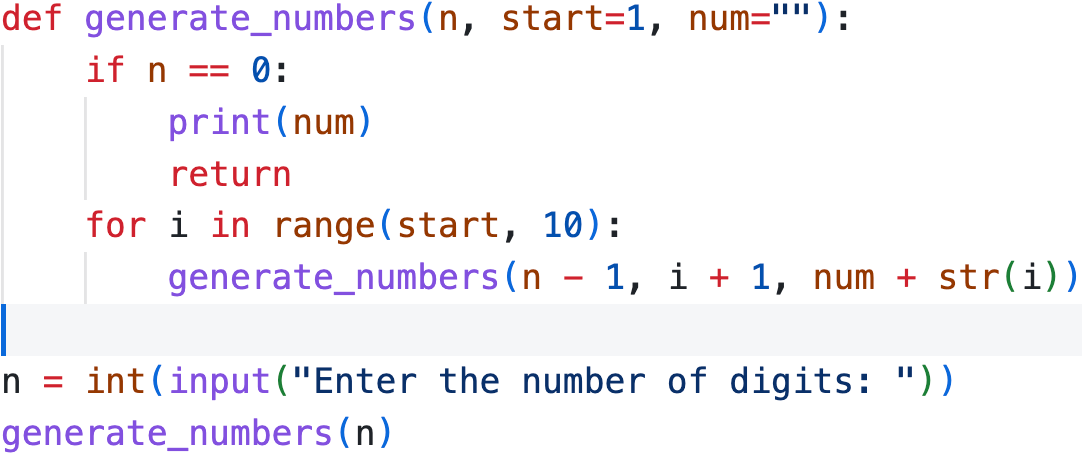 def generate_numbers(n, start=1, num=""):
    if n == 0:
        print(num)
        return
    for i in range(start, 10):
        generate_numbers(n - 1, i + 1, num + str(i))

n = int(input("Enter the number of digits: "))
generate_numbers(n)